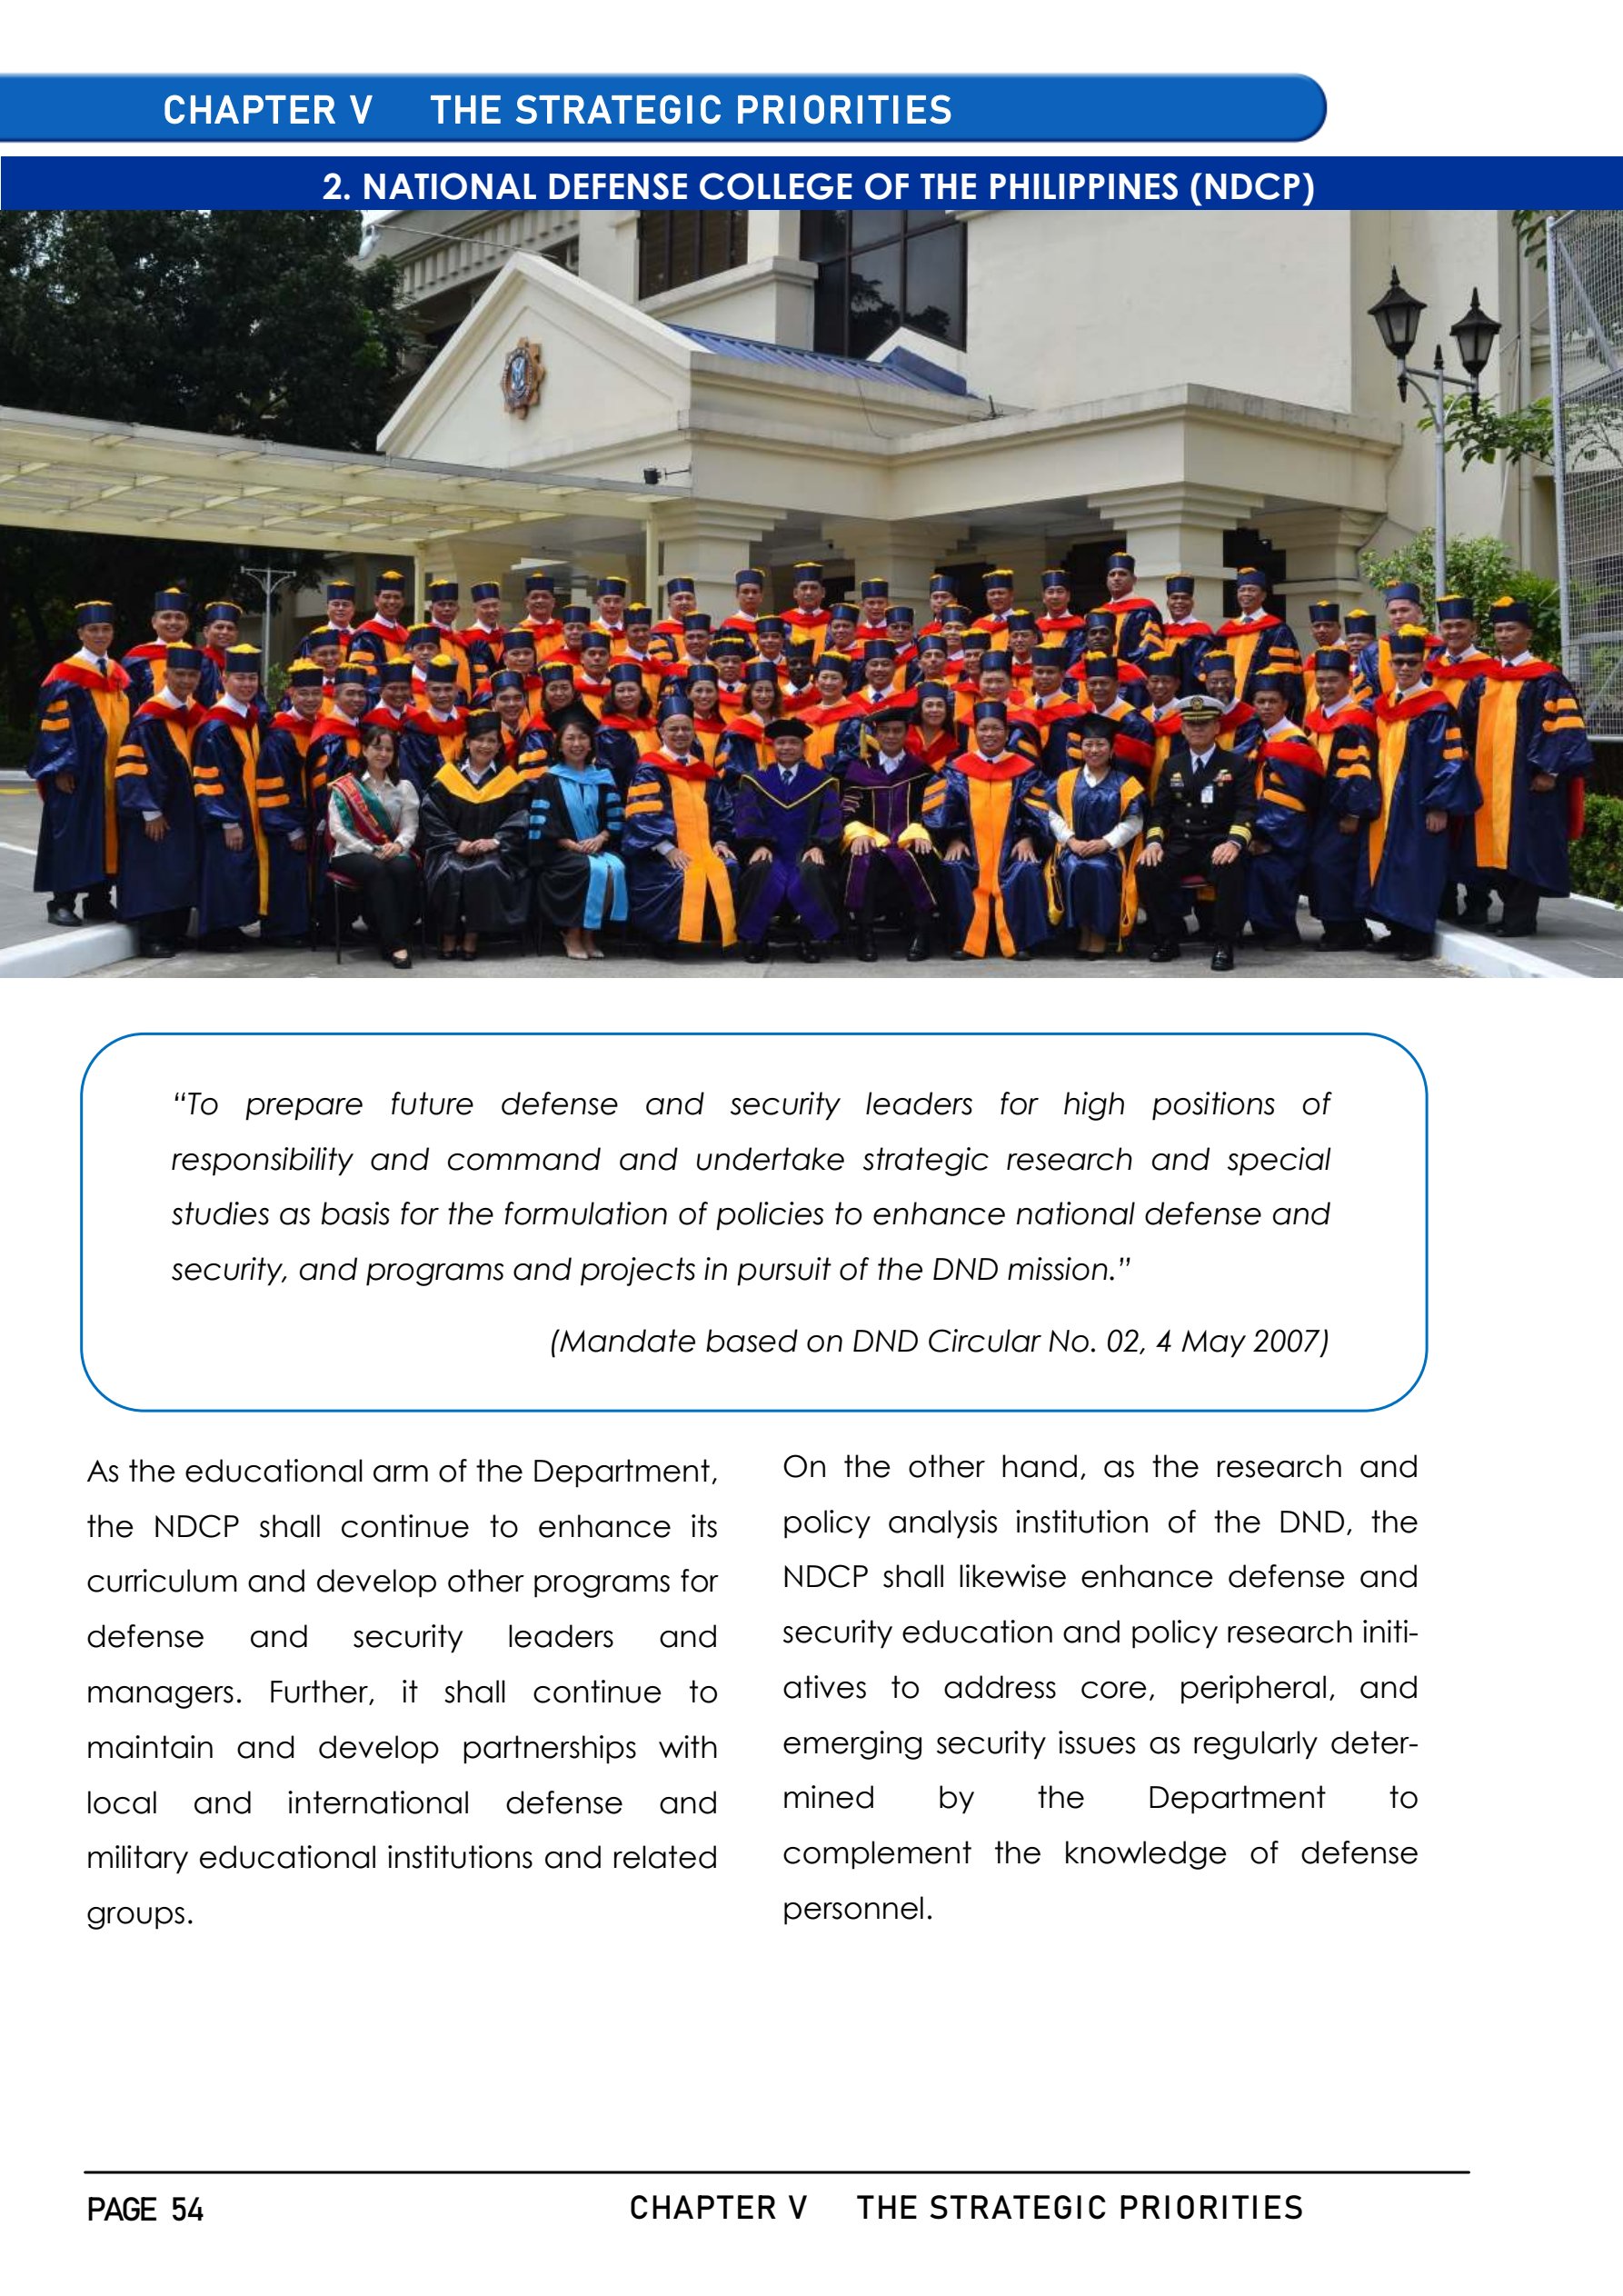 CHAPTER V THE STRATEGIC PRIORITIES
2. NATIONAL DEFENSE COLLEGE OF THE PHILIPPINES (NDCP)
“To prepare future defense and security leaders for high positions of
responsibility and command and undertake strategic research and special
studies as basis for the formulation of policies to enhance national defense and
security, and programs and projects in pursuit of the DND mission.”
(Mandate based on DND Circular No. 02, 4 May 2007)
As the educational arm of the Department,
the NDCP shall continue to enhance its
curriculum and develop other programs for
defense and security leaders and
managers. Further, it shall continue to
maintain and develop partnerships with
local and international defense and
military educational institutions and related
groups.
On the other hand, as the research and
policy analysis institution of the DND, the
NDCP shall likewise enhance defense and
security education and policy research initi-
atives to address core, peripheral, and
emerging security issues as regularly deter-
mined by the Department to
complement the knowledge of defense
personnel.
PAGE 54 CHAPTER V THE STRATEGIC PRIORITIES